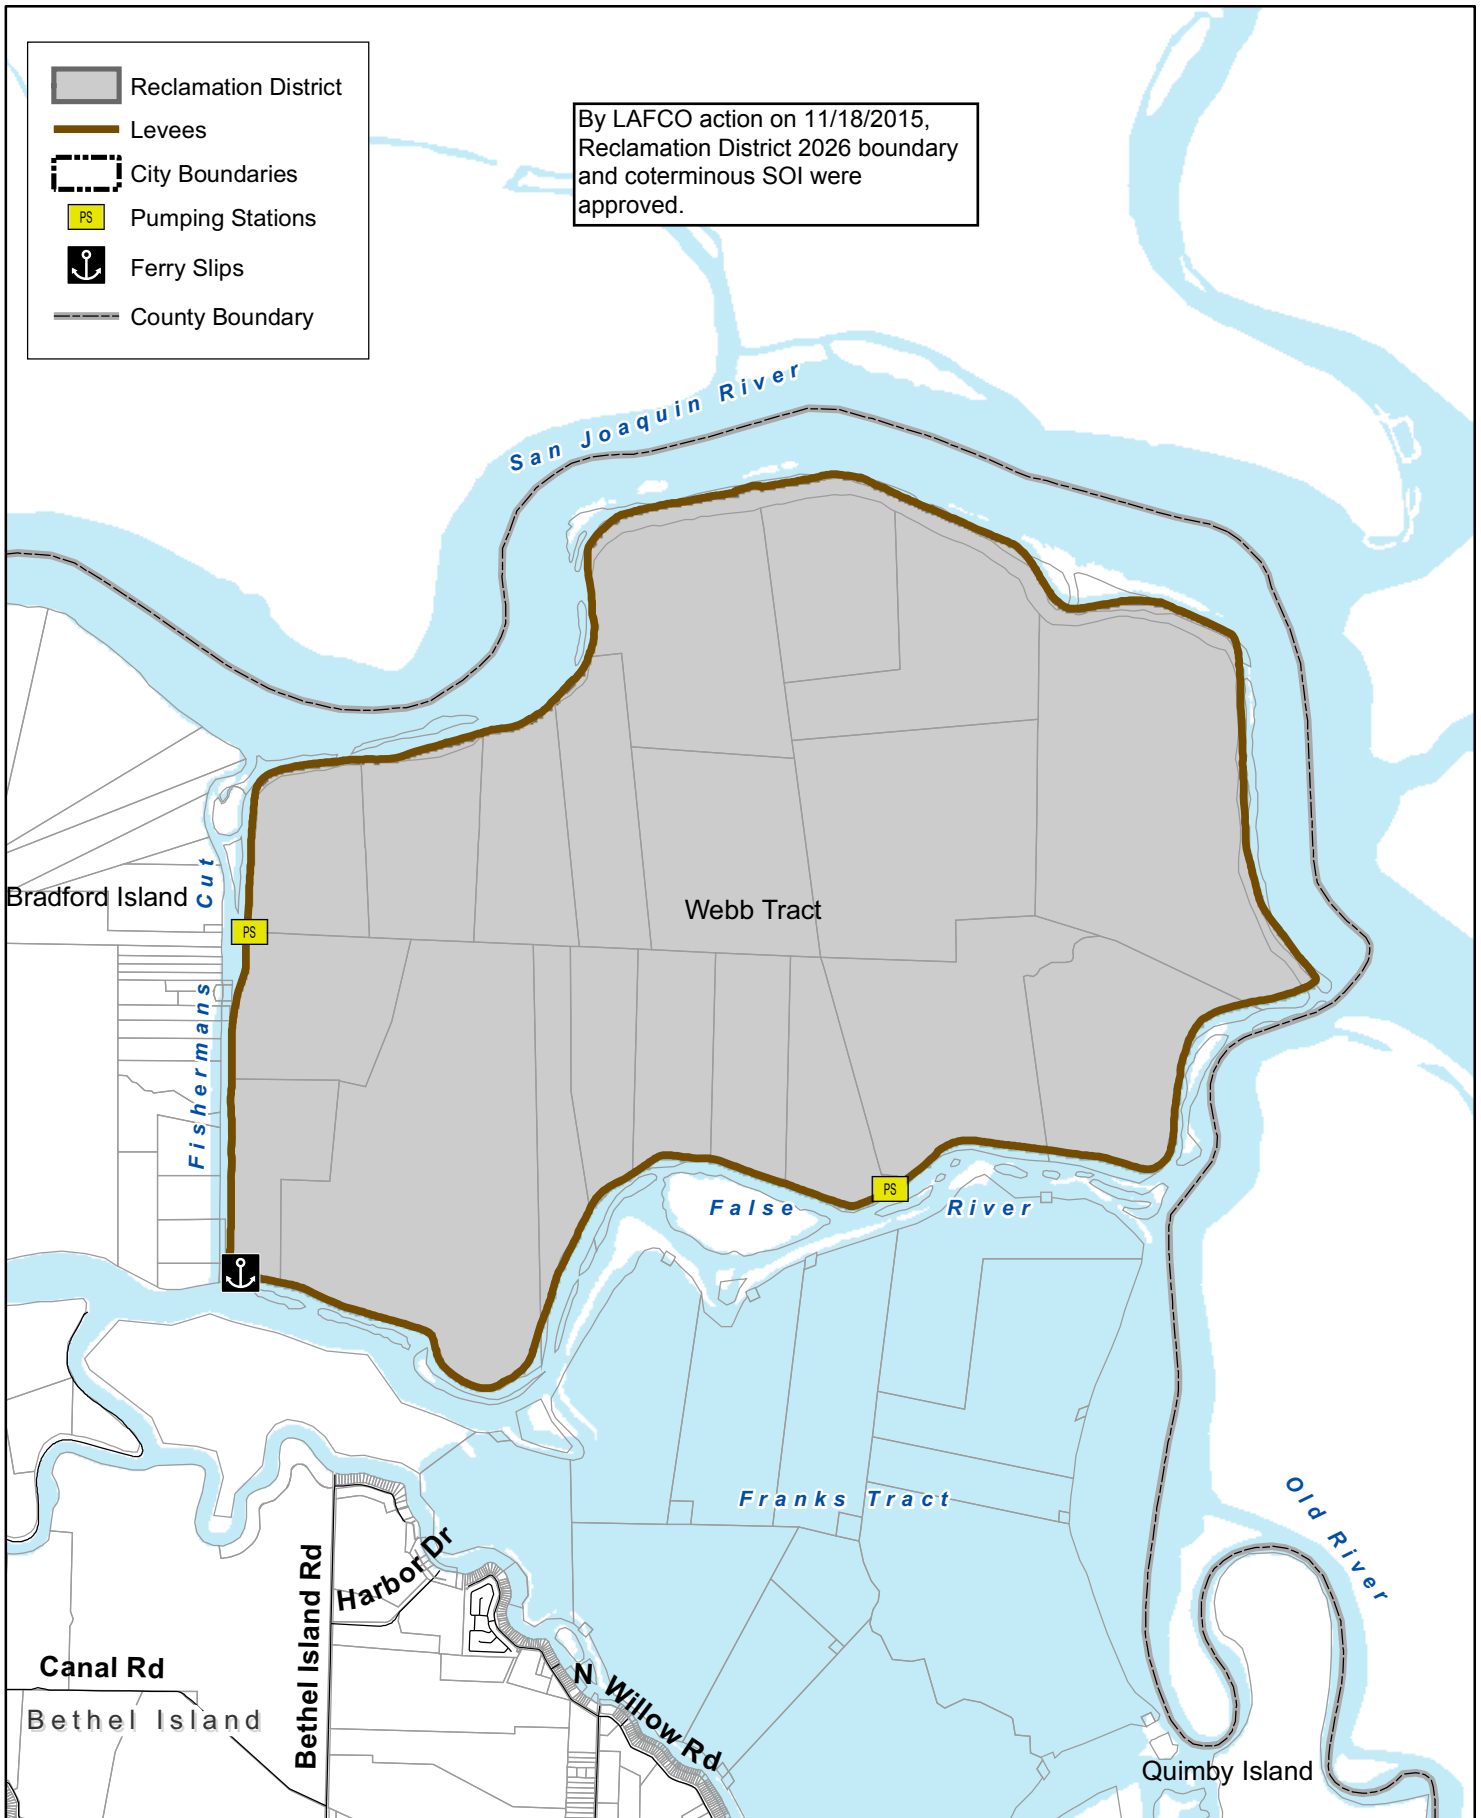 Reclamation District
Levees
City Boundaries
PS Pumping Stations
Ferry Slips
County Boundary
By LAFCO action on 11/18/2015,
Reclamation District 2026 boundary
and coterminous SOI were
approved.
San Joaquin River
Bradford Island
Fishermans Cut
PS
Webb Tract
PS
False River
Franks Tract
Old River
Harbor Dr
Bethel Island Rd
Canal Rd
Bethel Island
N Willow Rd
Quimby Island